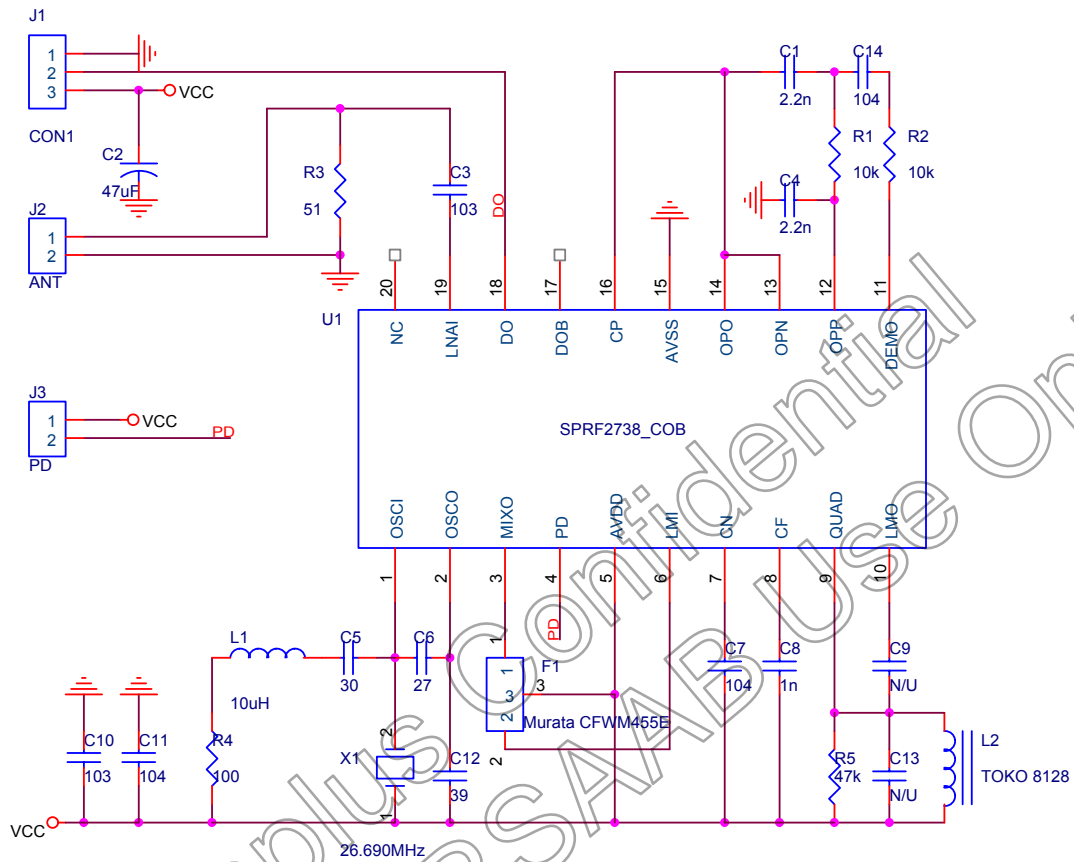 J1
1
2
3
CON1
VCC
C2
47uF
J2
1
2
ANT
R3
51
C3
103
DO
C1
2.2n
C14
104
R1
10k
R2
10k
C4
2.2n
U1
20
19
18
17
16
15
14
13
12
11
NC
LNAI
DO
DOB
CP
AVSS
OPO
OPN
OPP
DEMO
SPRF2738_COB
J3
1
2
PD
VCC
PD
OSCI
OSCO
MIXO
PD
AVDD
LMI
CN
CF
QUAD
LMO
1
2
3
4
5
6
7
8
9
10
L1
10uH
C5
30
C6
27
PD
1
F1
1
3
2
3
2
Murata CFWM455E
C7
104
C8
1n
C9
N/U
C10
103
C11
104
R4
100
X1
2
1
26.690MHz
C12
39
R5
47k
C13
N/U
L2
TOKO 8128
VCC
plus Confidential
Use